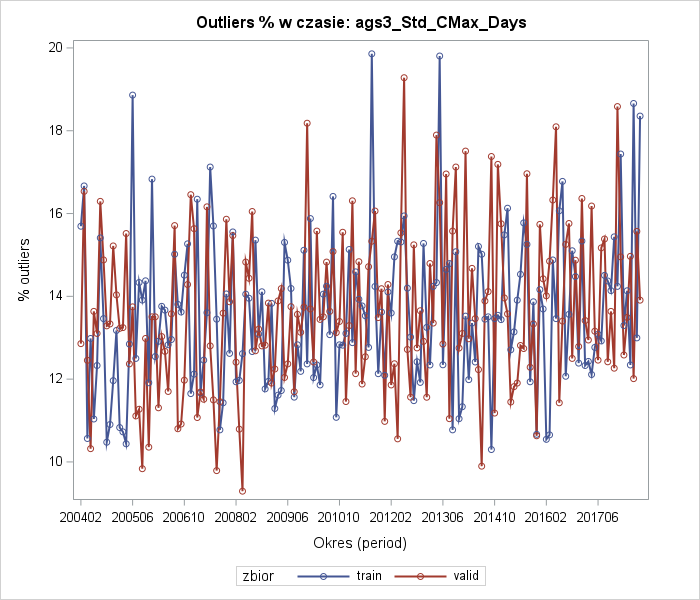 Outliers % w czasie: ags3_Std_CMax_Days
% outliers
20
18
16
14
12
10
200402 200506 200610 200802 200906 201010 201202 201306 201410 201602 201706
Okres (period)
zbior train valid